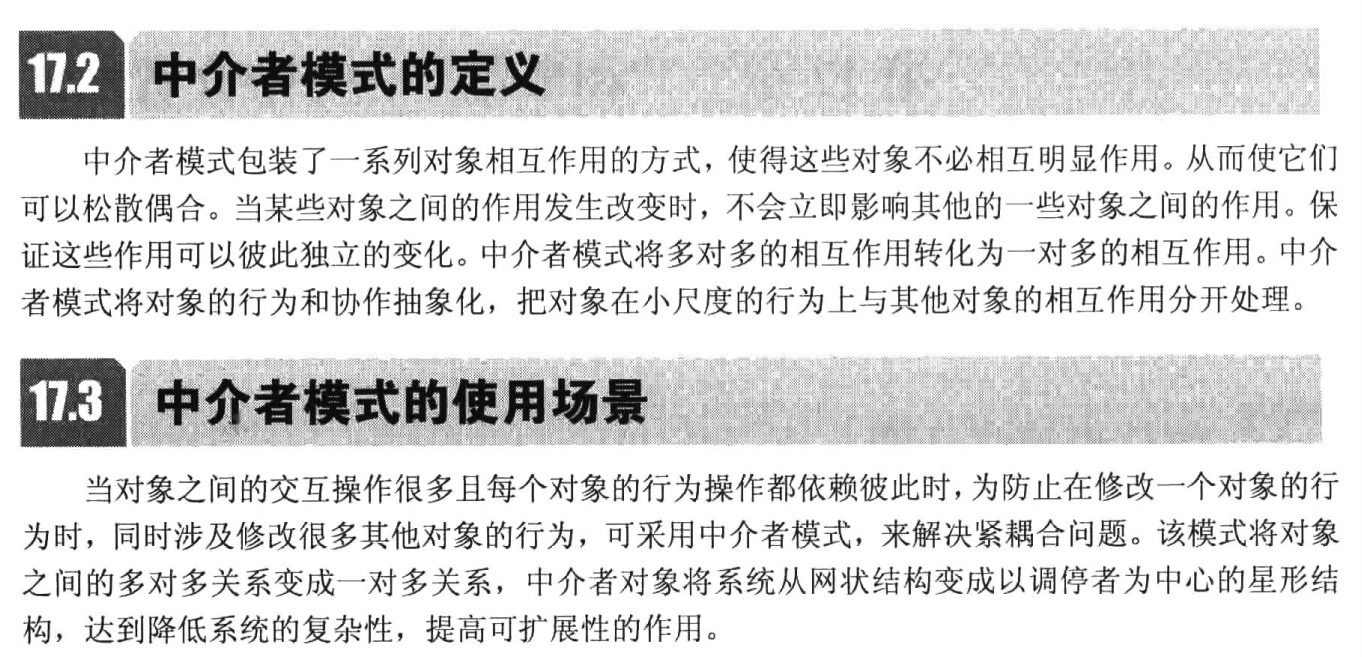 17.2 中介者模式的定义
中介者模式包装了一系列对象相互作用的方式，使得这些对象不必相互明显作用。从而使它们
可以松散偶合。当某些对象之间的作用发生改变时，不会立即影响其他的一些对象之间的作用。保
证这些作用可以彼此独立的变化。中介者模式将多对多的相互作用转化为一对多的相互作用。中介
者模式将对象的行为和协作抽象化，把对象在小尺度的行为上与其他对象的相互作用分开处理。
17.3 中介者模式的使用场景
当对象之间的交互操作很多且每个对象的行为操作都依赖彼此时，为防止在修改一个对象的行
为时，同时涉及修改很多其他对象的行为，可采用中介者模式，来解决紧耦合问题。该模式将对象
之间的多对多关系变成一对多关系，中介者对象将系统从网状结构变成以调停者为中心的星形结
构，达到降低系统的复杂性，提高可扩展性的作用。